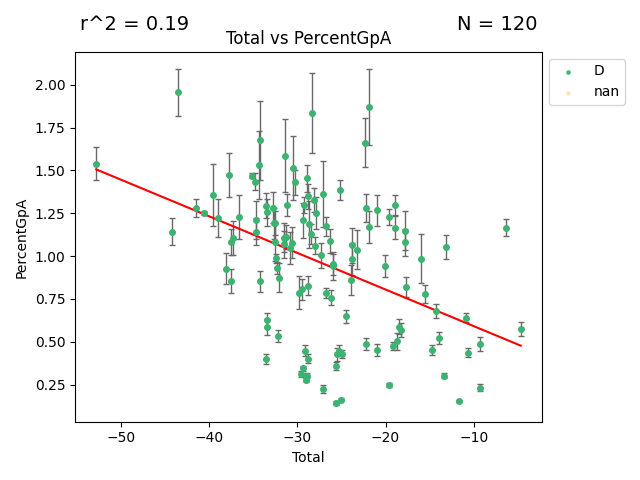 r^2 = 0.19
N = 120
Total vs PercentGpA
D
nan
PercentGpA
2.00
1.75
1.50
1.25
1.00
0.75
0.50
0.25
−50
−40
−30
−20
−10
Total